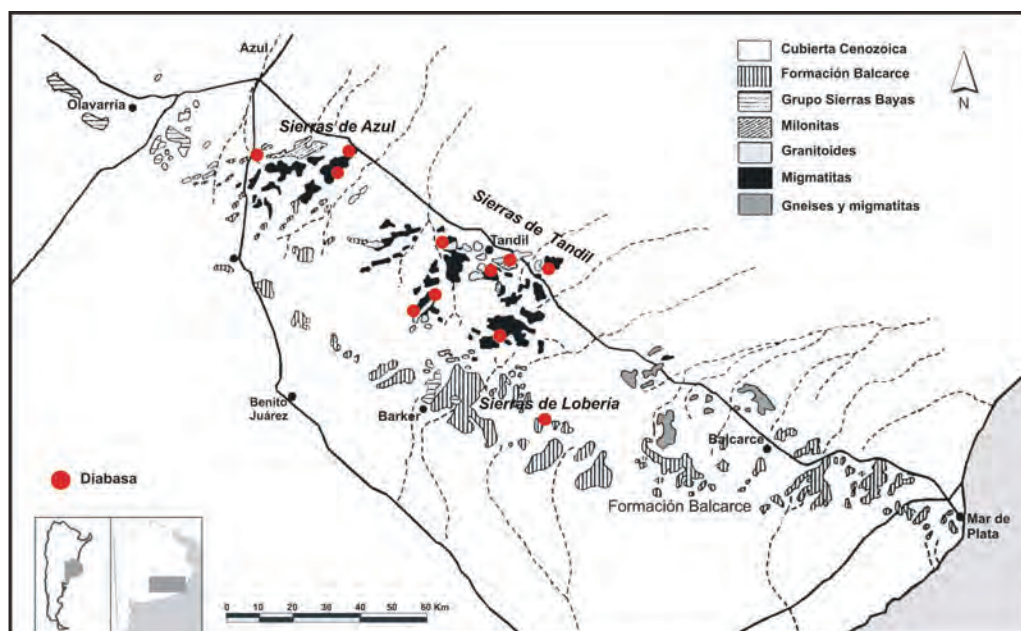 Azul
Olavarría
Sierras de Azul
Sierras de Tandil
Tandil
Cubierta Cenozoica
Formación Balcarce
Grupo Sierras Bayas
Milonitas
Granitoides
Migmatitas
Gneises y migmatitas
N
Benito
Juárez
Barker
Sierras de Loberia
Balcarce
Formación Balcarce
Mar de
Plata
Diabasa
0 10 20 30 40 50 60 Km